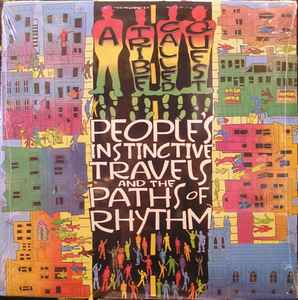 A TRIBE CALLED QUEST
PEOPLE'S
INSTINCTIVE
TRAVELS
AND THE
PATHS OF
RHYTHM